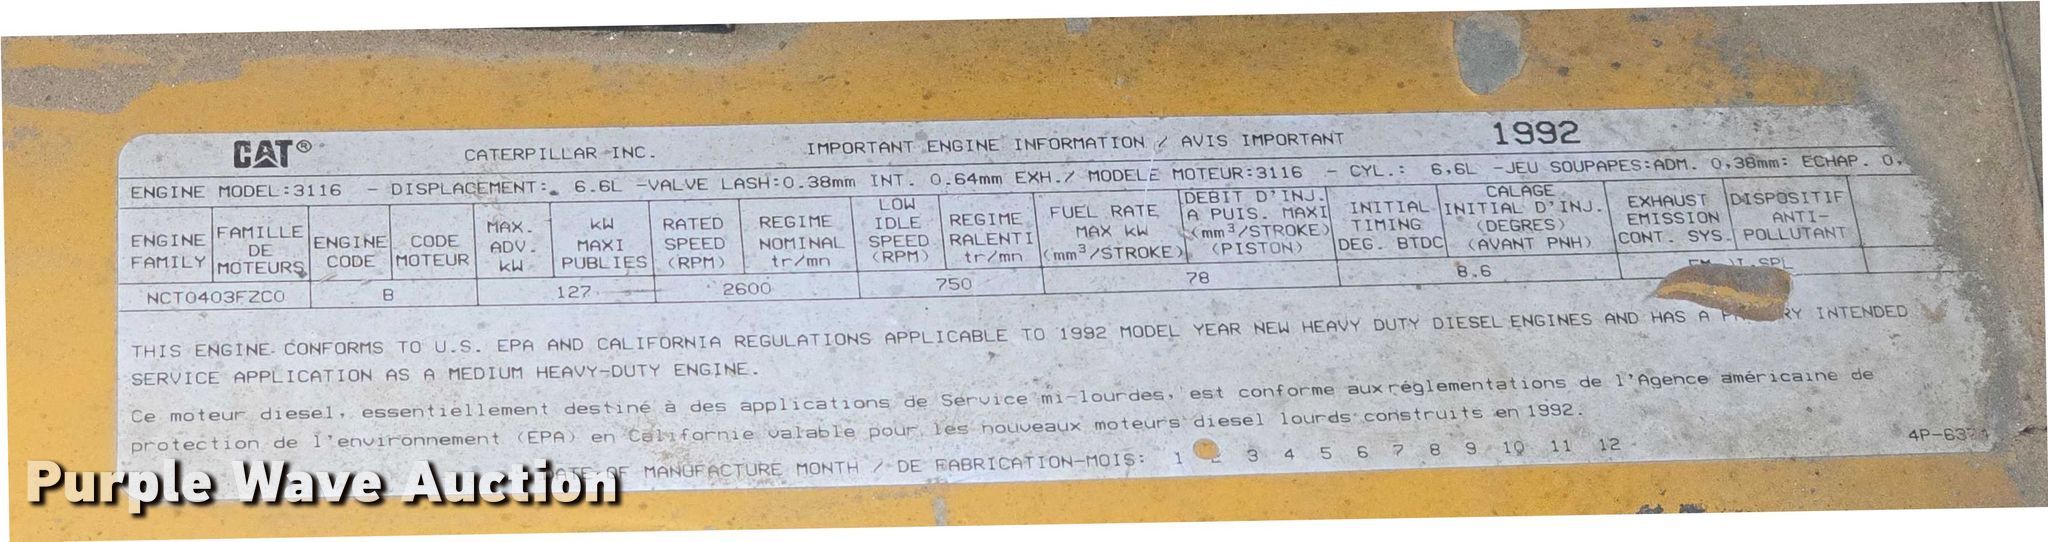 CAT®
CATERPILLAR INC.
IMPORTANT ENGINE INFORMATION / AVIS IMPORTANT
1992
ENGINE MODEL:3116 - DISPLACEMENT: 6.6L -VALVE LASH:0.38mm INT. 0.64mm EXH./ MODELE MOTEUR:3116 - CYL.: 6,6L -JEU SOUPAPES:ADM. 0,38mm: ECHAP. 0,
ENGINE FAMILY
FAMILLE DE MOTEURS
ENGINE CODE
CODE MOTEUR
MAX. ADV. kW
kW MAXI PUBLIES
RATED SPEED (RPM)
REGIME NOMINAL tr/mn
LOW IDLE SPEED (RPM)
REGIME RALENTI tr/mn
FUEL RATE MAX kW (mm³/STROKE)
DEBIT D'INJ. A PUIS. MAXI (mm³/STROKE) (PISTON)
INITIAL TIMING DEG. BTDC
CALAGE INITIAL D'INJ. (DEGRES) (AVANT PNH)
EXHAUST EMISSION CONT. SYS.
DISPOSITIF ANTI-POLLUTANT
NCT0403FZC0
B
127
2600
750
78
8.6
THIS ENGINE CONFORMS TO U.S. EPA AND CALIFORNIA REGULATIONS APPLICABLE TO 1992 MODEL YEAR NEW HEAVY DUTY DIESEL ENGINES AND HAS A INTENDED
SERVICE APPLICATION AS A MEDIUM HEAVY-DUTY ENGINE.
Ce moteur diesel, essentiellement destiné à des applications de Service mi-lourdes, est conforme aux réglementations de l'Agence américaine de
protection de l'environnement (EPA) en Californie valable pour les nouveaux moteurs diesel lourds construits en 1992.
4P-6371
OF MANUFACTURE MONTH / DE FABRICATION-MOIS: 1 3 4 5 6 7 8 9 10 11 12
Purple Wave Auction